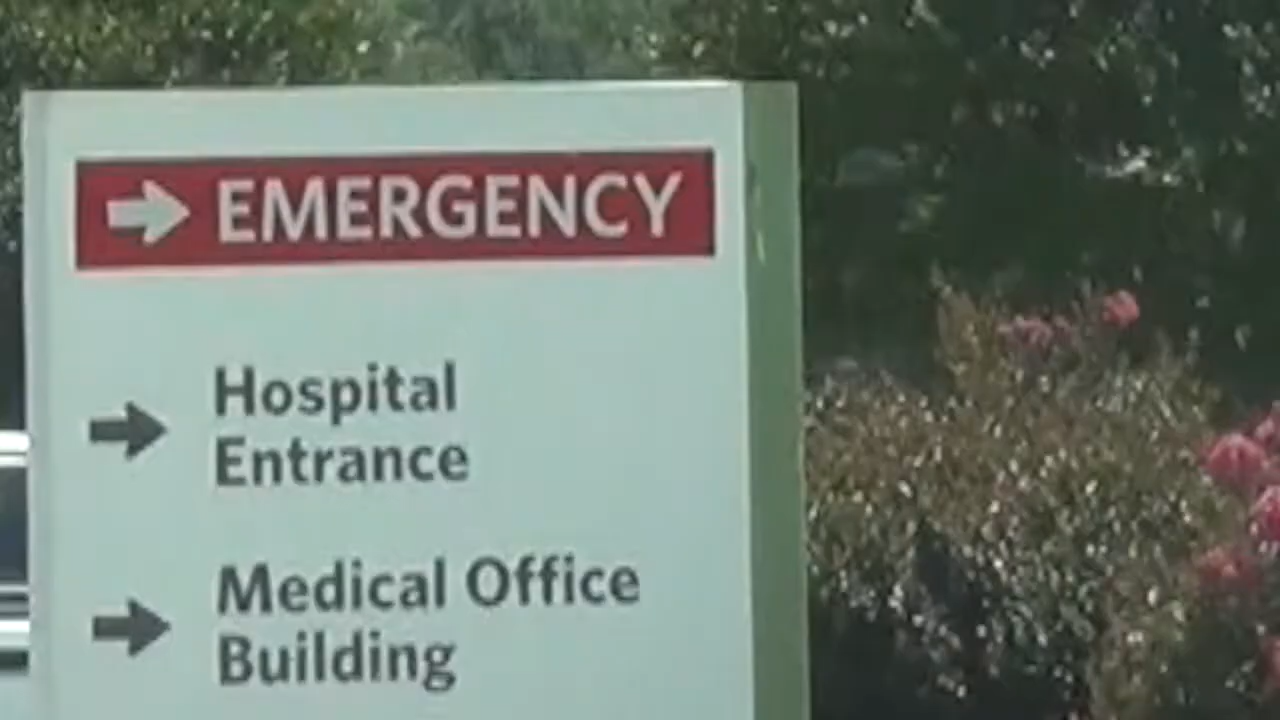 EMERGENCY
Hospital
Entrance
Medical Office
Building